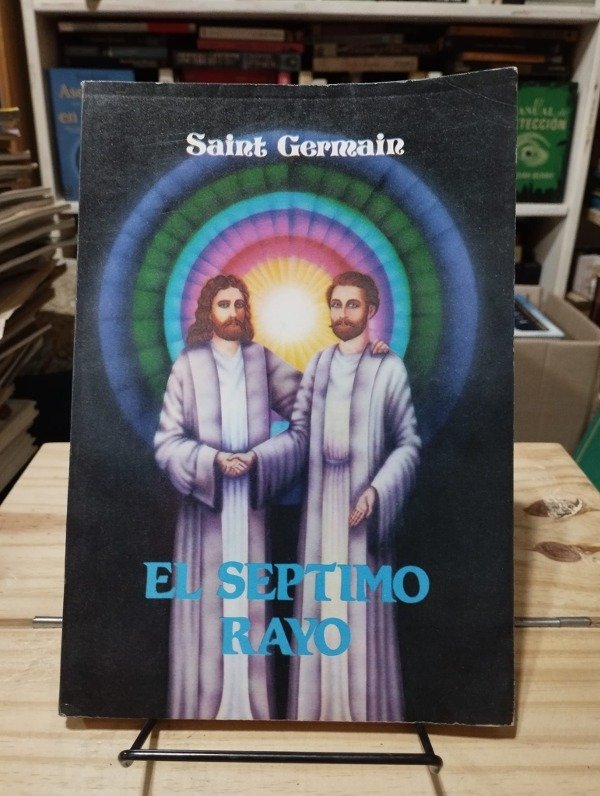 Saint Germain
EL SEPTIMO
RAYO